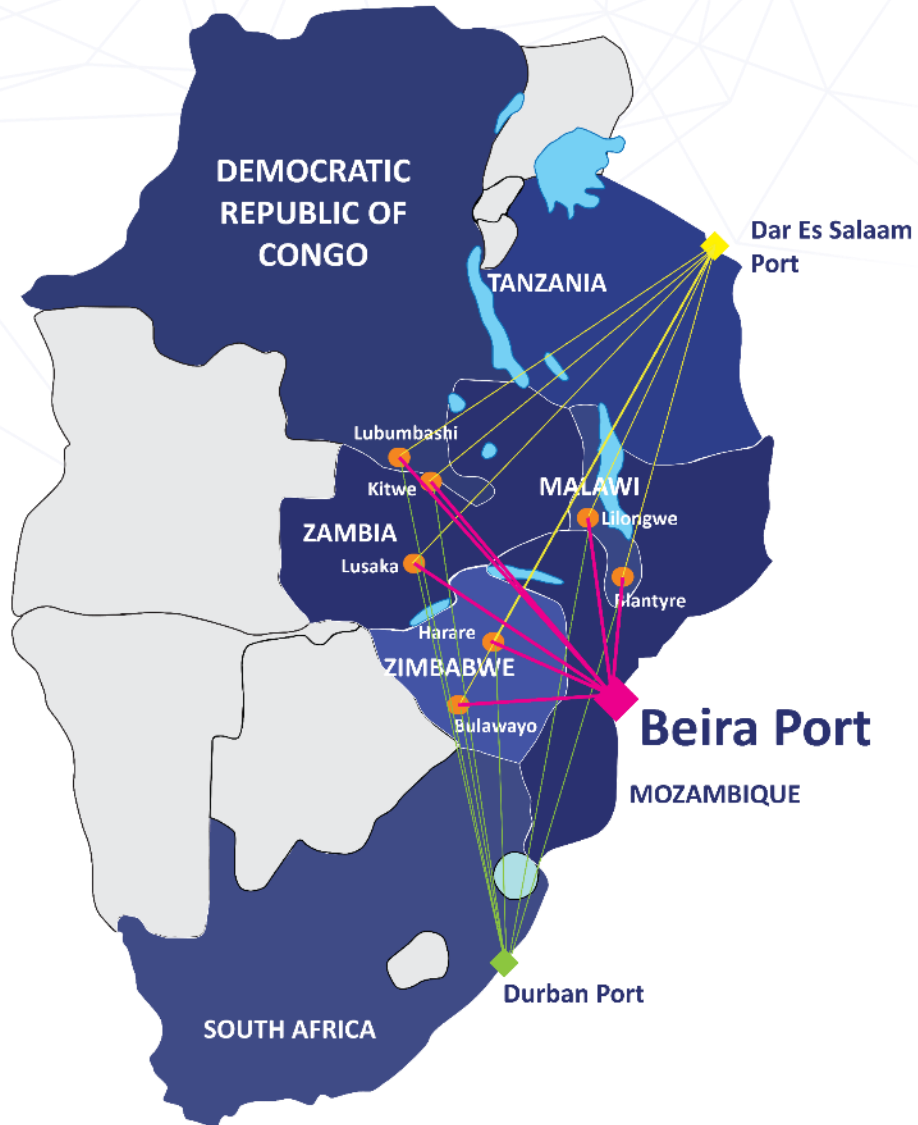 DEMOCRATIC
REPUBLIC OF
CONGO
Dar Es Salaam
Port
TANZANIA
Lubumbashi
Kitwe
MALAWI
Lilongwe
ZAMBIA
Lusaka
Blantyre
Harare
ZIMBABWE
Bulawayo
Beira Port
MOZAMBIQUE
Durban Port
SOUTH AFRICA